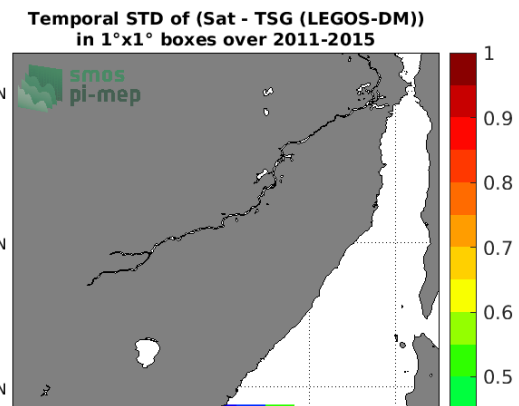 Temporal STD of (Sat - TSG (LEGOS-DM))
in 1°x1° boxes over 2011-2015
smos
pi-mep
N
N
N
1
0.9
0.8
0.7
0.6
0.5